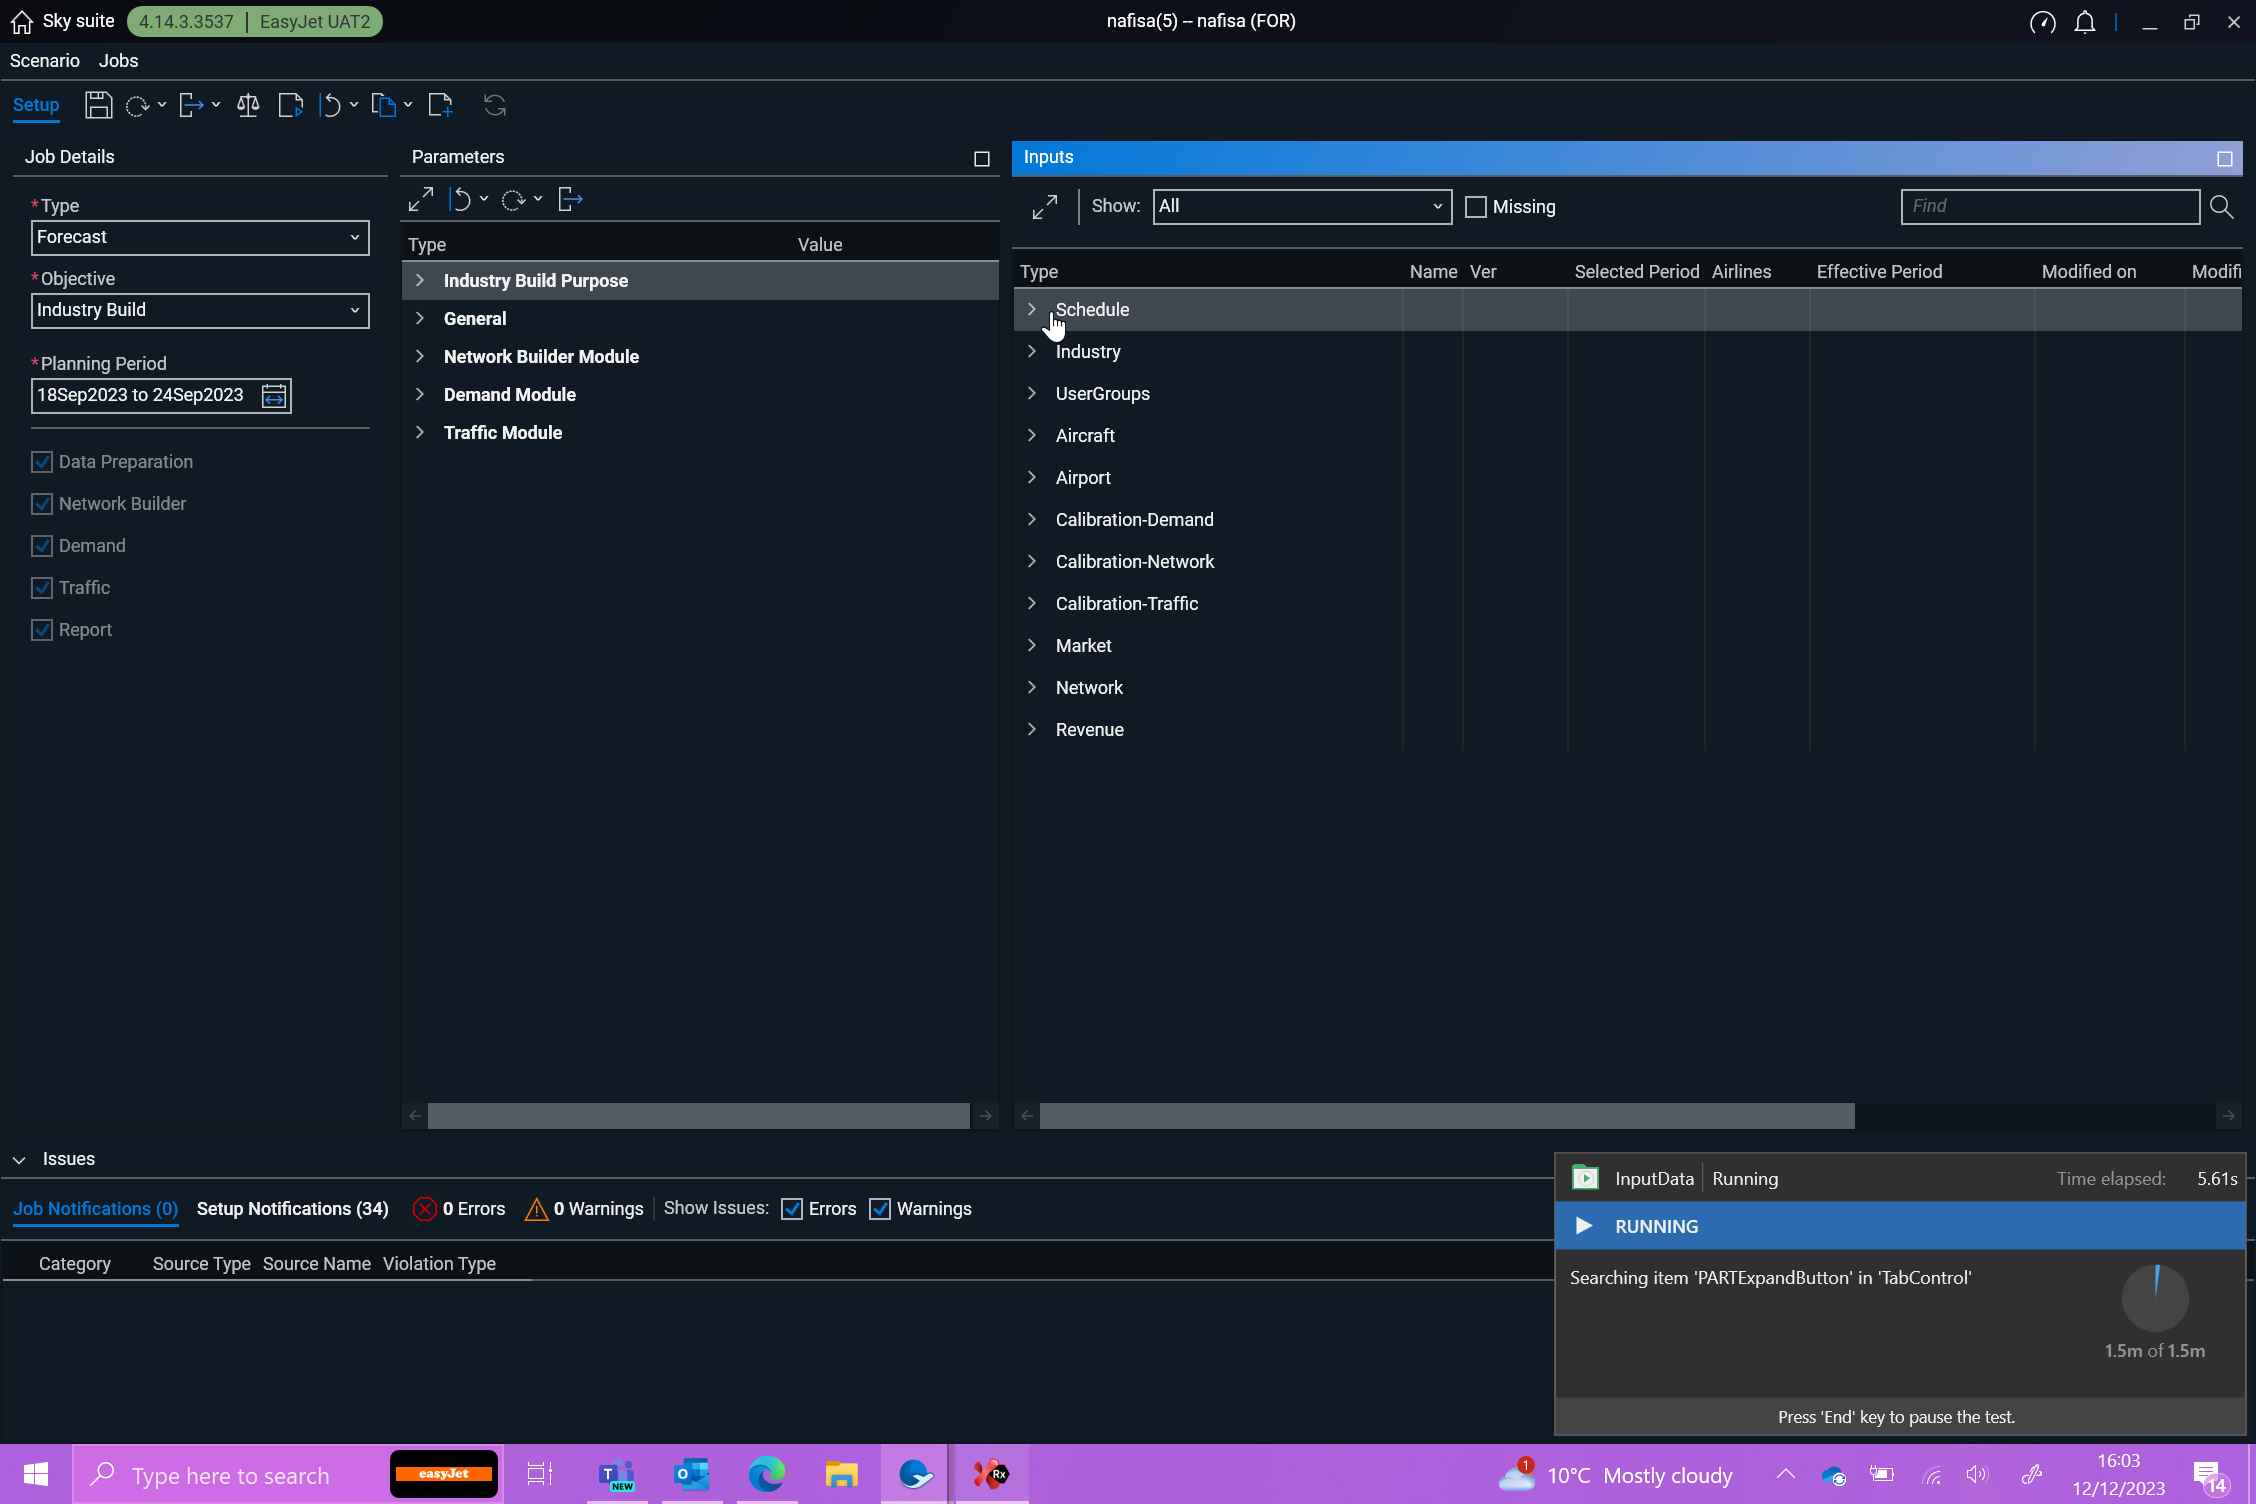 Sky suite 4.14.3.3537 | EasyJet UAT2 nafisa(5) – nafisa (FOR)
Scenario Jobs
Setup
Job Details
*Type
Forecast
*Objective
Industry Build
*Planning Period
18Sep2023 to 24Sep2023
Data Preparation
Network Builder
Demand
Traffic
Report
Parameters
Type Value
Industry Build Purpose
General
Network Builder Module
Demand Module
Traffic Module
Inputs
Show: All Missing Find
Type Name Ver Selected Period Airlines Effective Period Modified on Modifi
Schedule
Industry
UserGroups
Aircraft
Airport
Calibration-Demand
Calibration-Network
Calibration-Traffic
Market
Network
Revenue
Issues
Job Notifications (0) Setup Notifications (34) 0 Errors 0 Warnings Show Issues: Errors Warnings
Category Source Type Source Name Violation Type
InputData Running Time elapsed: 5.61s
RUNNING
Searching item 'PARTExpandButton' in 'TabControl'
1.5m of 1.5m
Press 'End' key to pause the test.
Type here to search easyJet T NEW O Rx 1 10°C Mostly cloudy 16:03
12/12/2023 14